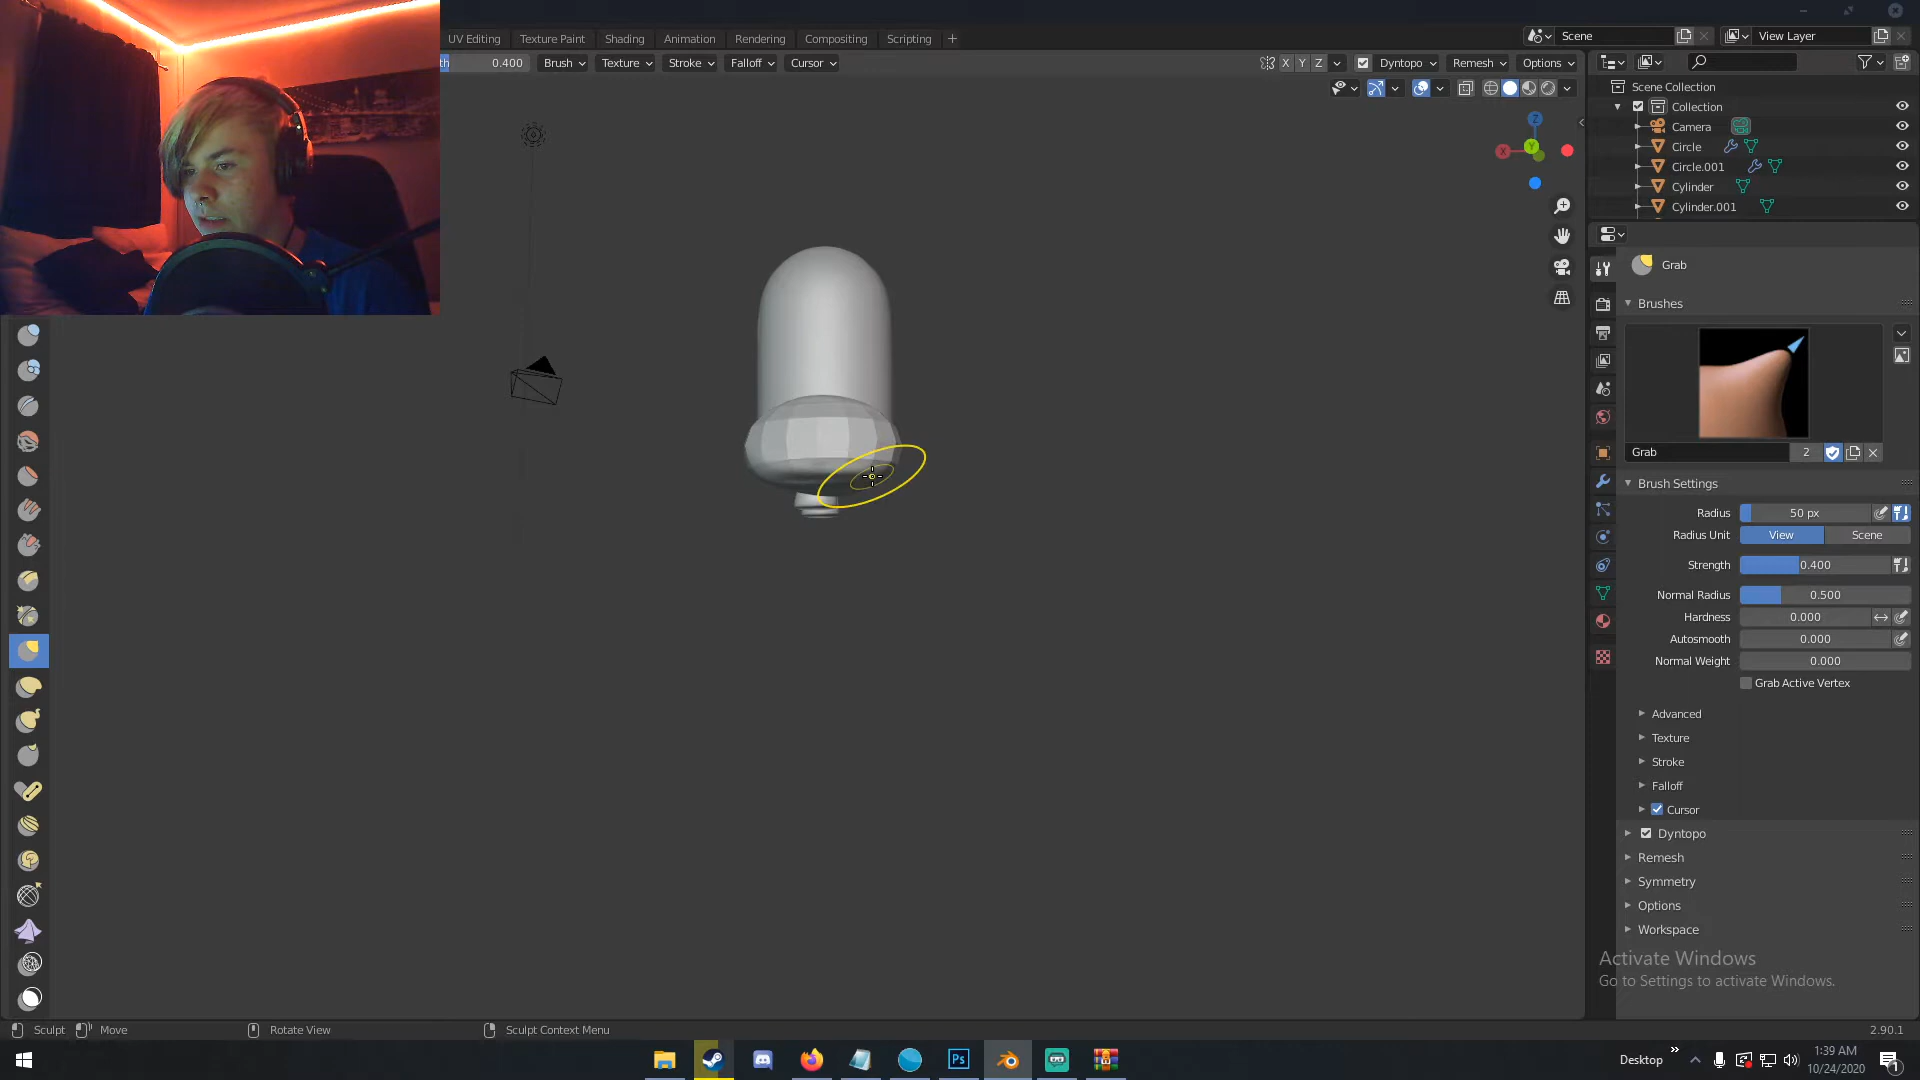 UV Editing Texture Paint Shading Animation Rendering Compositing Scripting
Scene
View Layer
0.400 Brush Texture Stroke Falloff Cursor
X Y Z Dyntopo Remesh Options
Scene Collection
Collection
Camera
Circle
Circle.001
Cylinder
Cylinder.001
Z
X
Y
Grab
Brushes
Grab 2
Brush Settings
Radius 50 px
Radius Unit View Scene
Strength 0.400
Normal Radius 0.500
Hardness 0.000
Autosmooth 0.000
Normal Weight 0.000
Grab Active Vertex
Advanced
Texture
Stroke
Falloff
Cursor
Dyntopo
Remesh
Symmetry
Options
Workspace
Activate Windows
Go to Settings to activate Windows.
Sculpt Move Rotate View Sculpt Context Menu 2.90.1
Ps
Desktop
1:39 AM
10/24/2020
1